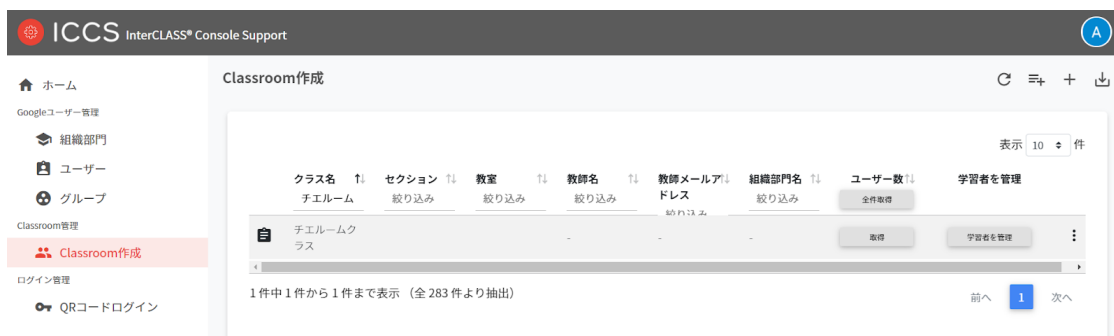 ICCS InterCLASS® Console Support
A
ホーム
Googleユーザー管理
組織部門
ユーザー
グループ
Classroom管理
Classroom作成
ログイン管理
QRコードログイン
Classroom作成
表示 10 件
クラス名 セクション 教室 教師名 教師メールア 組織部門名 ユーザー数 学習者を管理
ドレス
チエルーム 絞り込み 絞り込み 絞り込み 絞り込み 絞り込み 全件取得
チエルームク - - - 取得 学習者を管理
ラス
1 件中 1 件から 1 件まで表示 (全 283 件より抽出)
前へ 1 次へ